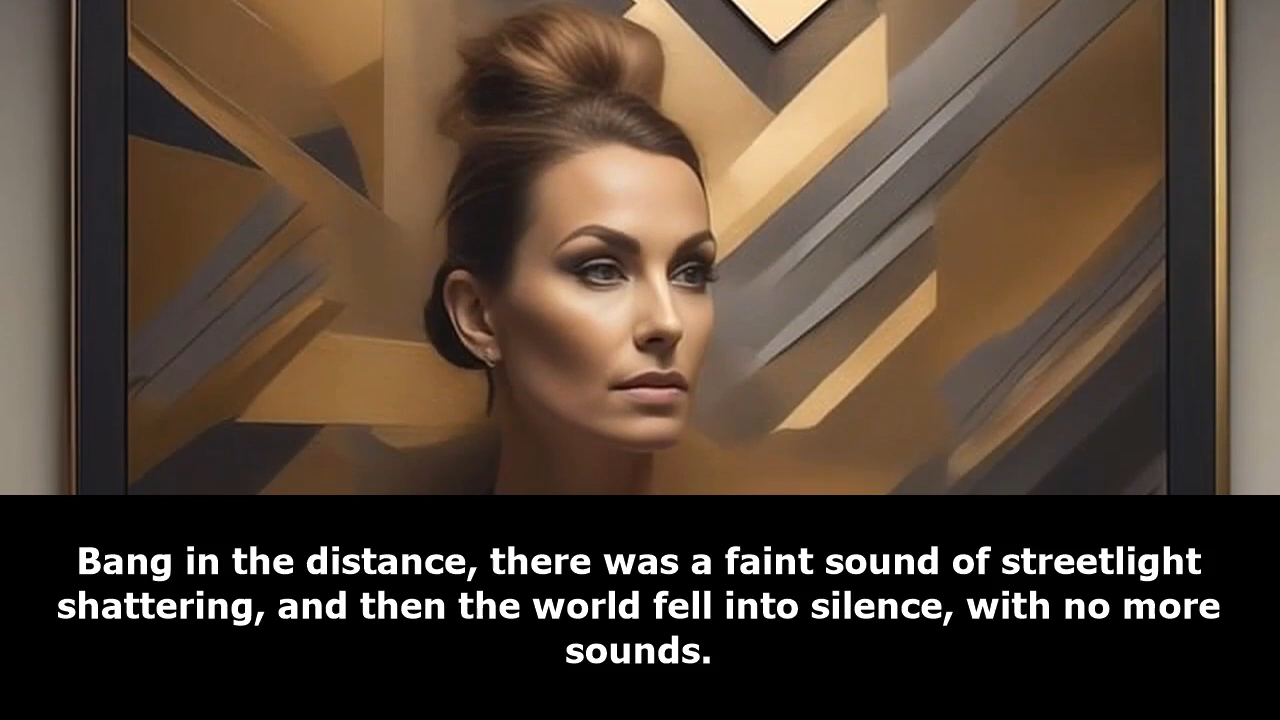 Bang in the distance, there was a faint sound of streetlight
shattering, and then the world fell into silence, with no more
sounds.